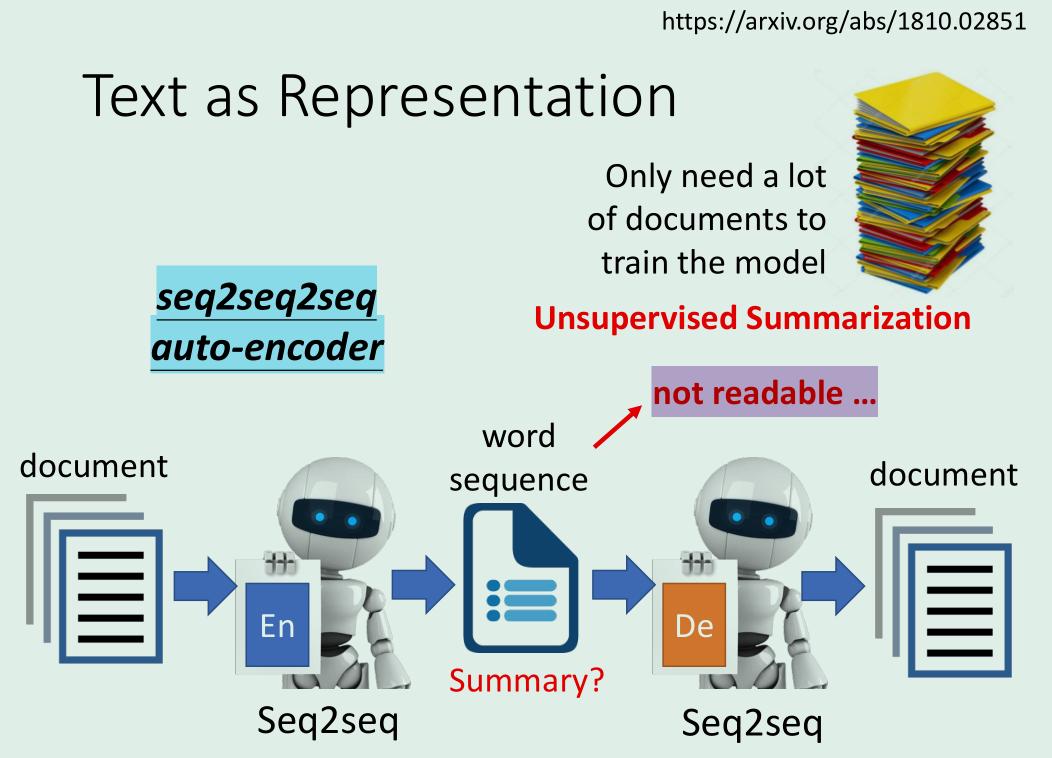 https://arxiv.org/abs/1810.02851
Text as Representation
Only need a lot
of documents to
train the model
seq2seq2seq
auto-encoder
Unsupervised Summarization
not readable …
word
sequence
document
document
En
De
Summary?
Seq2seq
Seq2seq